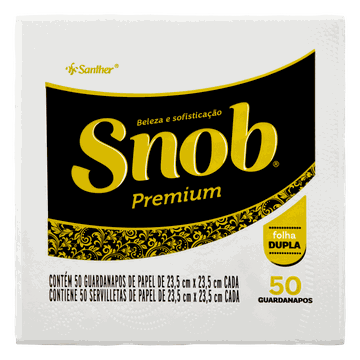 Santher®
Beleza e sofisticação
Snob®
Premium
folha
DUPLA
50
GUARDANAPOS
CONTÉM 50 GUARDANAPOS DE PAPEL DE 23,5 cm x 23,5 cm CADA
CONTIENE 50 SERVILLETAS DE PAPEL DE 23,5 cm x 23,5 cm CADA